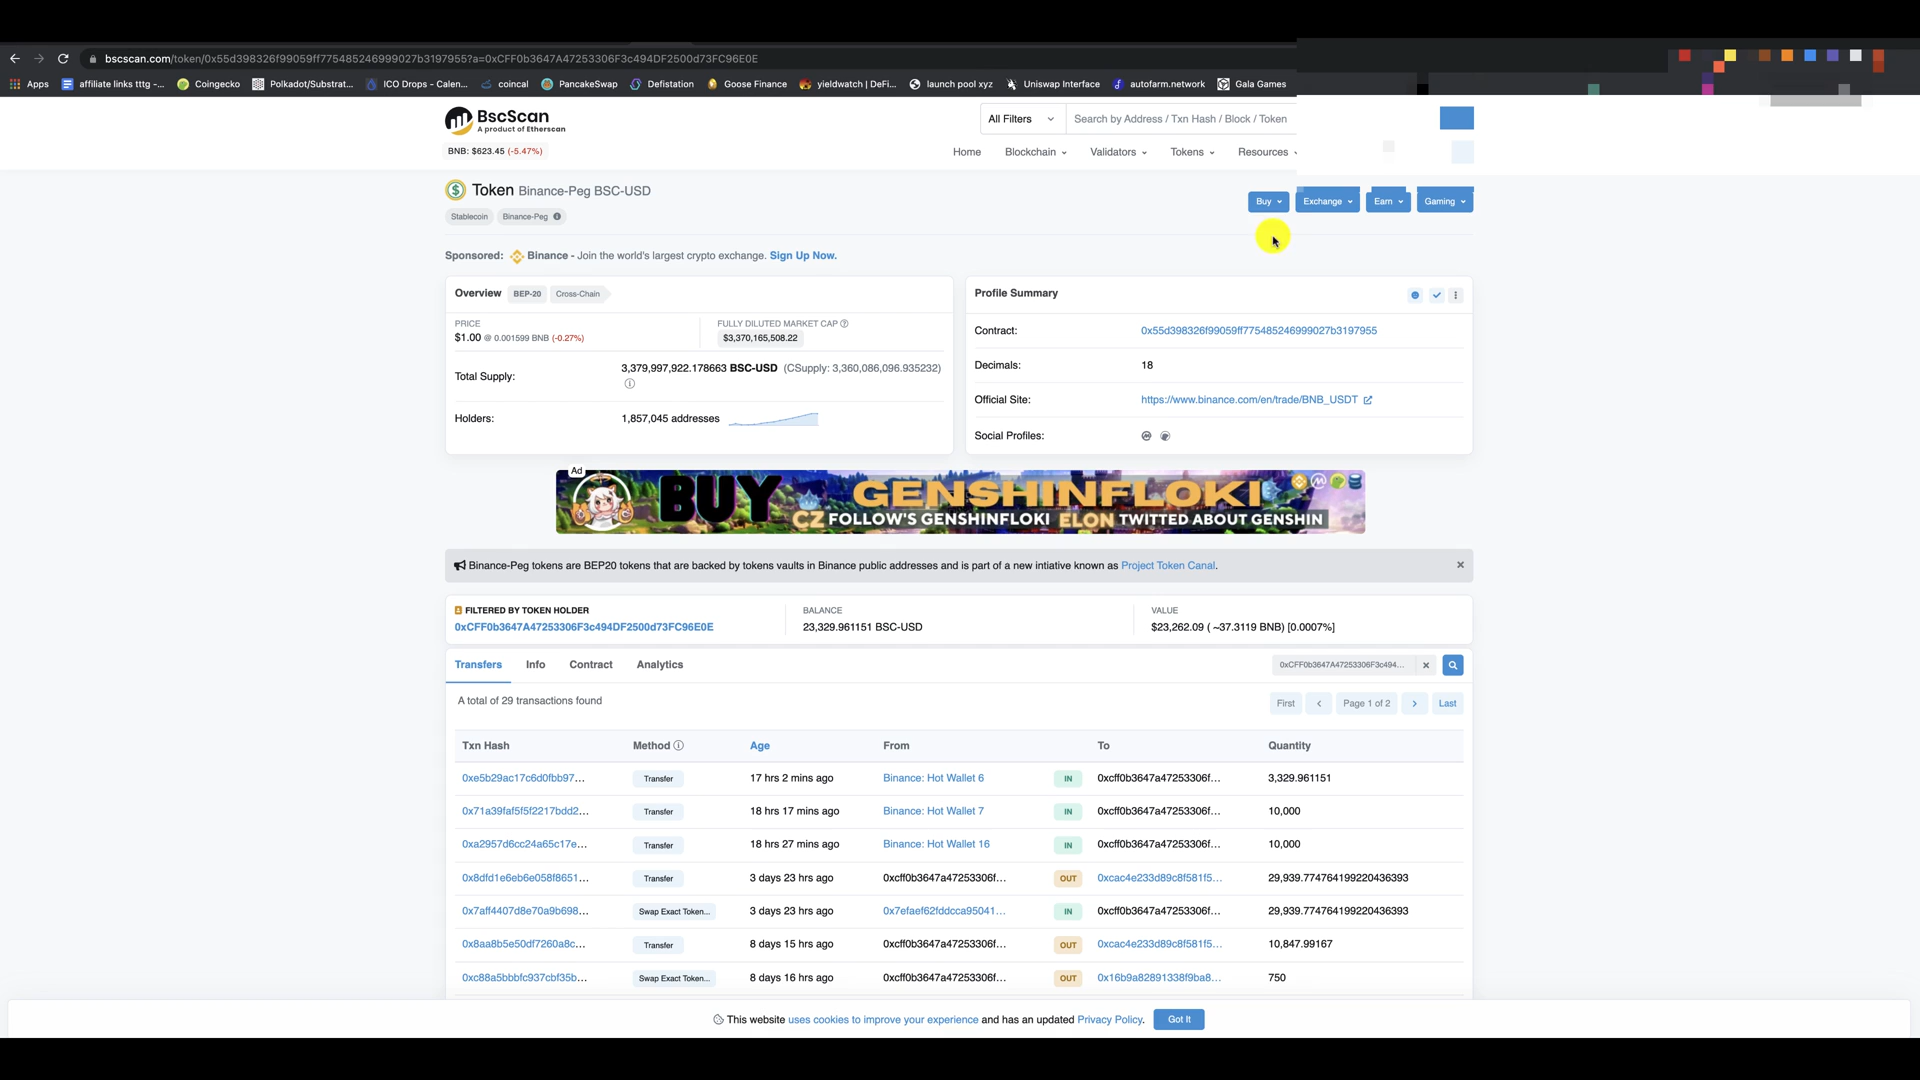 bscscan.com/token/0x55d398326f99059ff775485246999027b3197955?a=0xCFF0b3647A47253306F3c494DF2500d73FC96E0E
Apps affiliate links tttg -... Coingecko Polkadot/Substrat... ICO Drops - Calen... coincal PancakeSwap Defistation Goose Finance yieldwatch | DeFi... launch pool xyz Uniswap Interface autofarm.network Gala Games
BscScan
A product of Etherscan
All Filters Search by Address / Txn Hash / Block / Token
BNB: $623.45 (-5.47%)
Home Blockchain Validators Tokens Resources
Token Binance-Peg BSC-USD
Buy Exchange Earn Gaming
Stablecoin Binance-Peg
Sponsored: Binance - Join the world's largest crypto exchange. Sign Up Now.
Overview BEP-20 Cross-Chain
PRICE
$1.00 @ 0.001599 BNB (-0.27%)
FULLY DILUTED MARKET CAP
$3,370,165,508.22
Total Supply: 3,379,997,922.178663 BSC-USD (CSupply: 3,360,086,096.935232)
Holders: 1,857,045 addresses
Profile Summary
Contract: 0x55d398326f99059ff775485246999027b3197955
Decimals: 18
Official Site: https://www.binance.com/en/trade/BNB_USDT
Social Profiles:
Ad
BUY GENSHINFLOKI
CZ FOLLOW'S GENSHINFLOKI ELON TWITTED ABOUT GENSHIN
Binance-Peg tokens are BEP20 tokens that are backed by tokens vaults in Binance public addresses and is part of a new intiative known as Project Token Canal.
FILTERED BY TOKEN HOLDER
0xCFF0b3647A47253306F3c494DF2500d73FC96E0E
BALANCE
23,329.961151 BSC-USD
VALUE
$23,262.09 ( ~37.3119 BNB) [0.0007%]
Transfers Info Contract Analytics 0xCFF0b3647A47253306F3c494...
A total of 29 transactions found
First Page 1 of 2 Last
Txn Hash Method Age From To Quantity
0xe5b29ac17c6d0fbb97... Transfer 17 hrs 2 mins ago Binance: Hot Wallet 6 IN 0xcff0b3647a47253306f... 3,329.961151
0x71a39faf5f5f2217bdd2... Transfer 18 hrs 17 mins ago Binance: Hot Wallet 7 IN 0xcff0b3647a47253306f... 10,000
0xa2957d6cc24a65c17e... Transfer 18 hrs 27 mins ago Binance: Hot Wallet 16 IN 0xcff0b3647a47253306f... 10,000
0x8dfd1e6eb6e058f8651... Transfer 3 days 23 hrs ago 0xcff0b3647a47253306f... OUT 0xcac4e233d89c8f581f5... 29,939.774764199220436393
0x7aff4407d8e70a9b698... Swap Exact Token... 3 days 23 hrs ago 0x7efaef62fddcca95041... IN 0xcff0b3647a47253306f... 29,939.774764199220436393
0x8aa8b5e50df7260a8c... Transfer 8 days 15 hrs ago 0xcff0b3647a47253306f... OUT 0xcac4e233d89c8f581f5... 10,847.99167
0xc88a5bbbfc937cbf35b... Swap Exact Token... 8 days 16 hrs ago 0xcff0b3647a47253306f... OUT 0x16b9a82891338f9ba8... 750
This website uses cookies to improve your experience and has an updated Privacy Policy. Got It